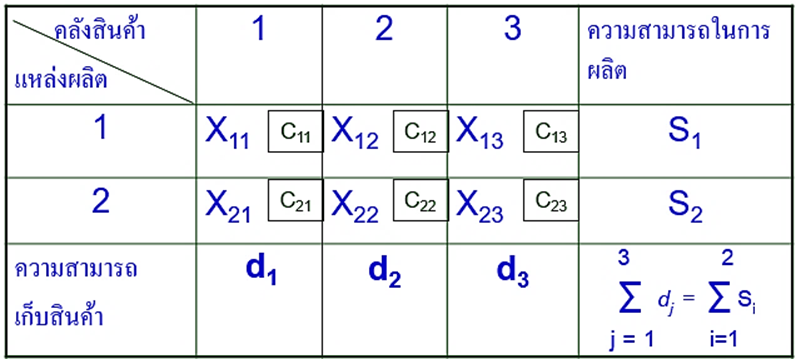 คลังสินค้า 1 2 3 ความสามารถในการ
แหล่งผลิต ผลิต
1 X₁₁ C₁₁ X₁₂ C₁₂ X₁₃ C₁₃ S₁
2 X₂₁ C₂₁ X₂₂ C₂₂ X₂₃ C₂₃ S₂
ความสามารถ d₁ d₂ d₃ 3 2
เก็บสินค้า Σ dⱼ = Σ Sᵢ
j = 1 i=1